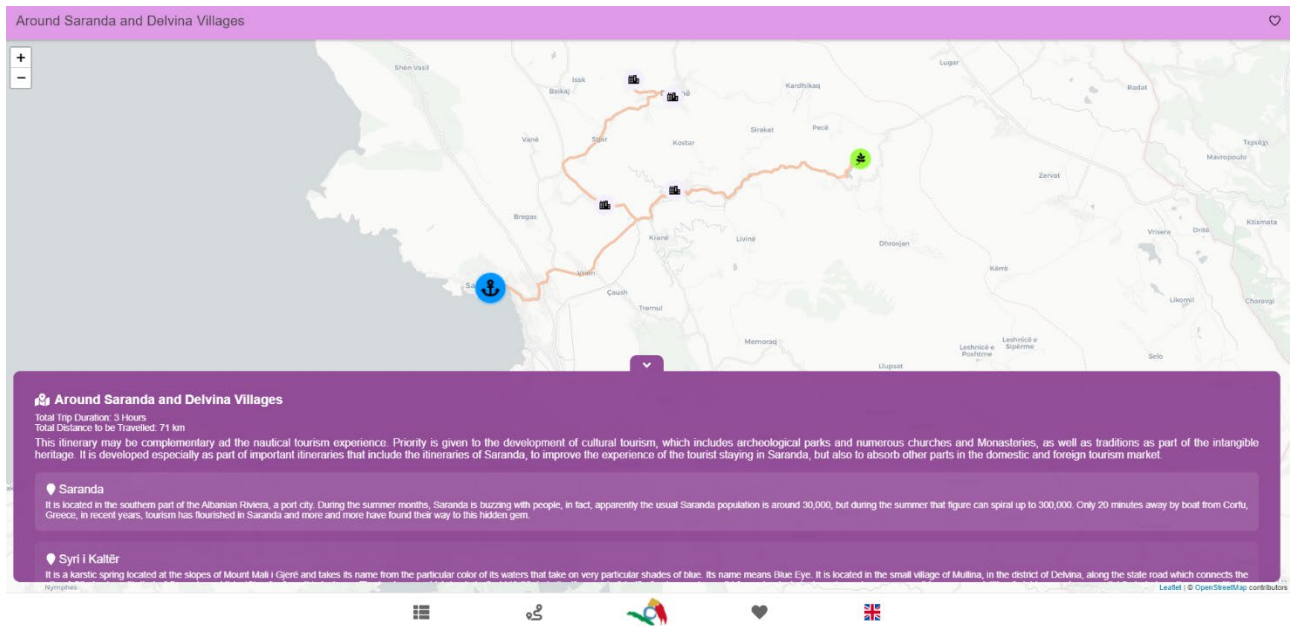 Around Saranda and Delvina Villages
+
−
Shën Vasil
Lugar
Isak
Bajkaj
Kardhikaq
Radat
Vanë
Stjar
Kostar
Sirakat
Pecë
Mavropoulo
Zervat
Bregas
Kranë
Livinë
Dhrovjan
Vrisera
Dritë
Ktismata
Vrion
Çaush
Tremul
Likomil
Charavgi
Memoraq
Leshnicë e Poshtme
Leshnicë e Sipërme
Selo
Llupsat
Around Saranda and Delvina Villages
Total Trip Duration: 3 Hours
Total Distance to be Travelled: 71 km
This itinerary may be complementary ad the nautical tourism experience. Priority is given to the development of cultural tourism, which includes archeological parks and numerous churches and Monasteries, as well as traditions as part of the intangible
heritage. It is developed especially as part of important itineraries that include the itineraries of Saranda, to improve the experience of the tourist staying in Saranda, but also to absorb other parts in the domestic and foreign tourism market.
Saranda
It is located in the southern part of the Albanian Riviera, a port city. During the summer months, Saranda is buzzing with people, in fact, apparently the usual Saranda population is around 30,000, but during the summer that figure can spiral up to 300,000. Only 20 minutes away by boat from Corfu,
Greece, in recent years, tourism has flourished in Saranda and more and more have found their way to this hidden gem.
Syri i Kaltër
It is a karstic spring located at the slopes of Mount Mali i Gjerë and takes its name from the particular color of its waters that take on very particular shades of blue. Its name means Blue Eye. It is located in the small village of Mullina, in the district of Delvina, along the state road which connects the
Nymphes
Leaflet | © OpenStreetMap contributors